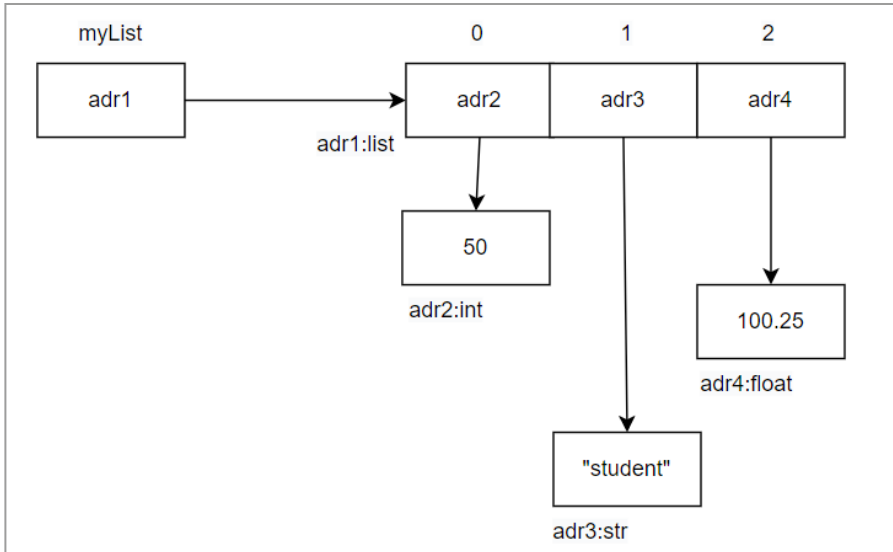 myList 0 1 2
adr1 adr2 adr3 adr4
adr1:list
50
adr2:int
100.25
adr4:float
"student"
adr3:str